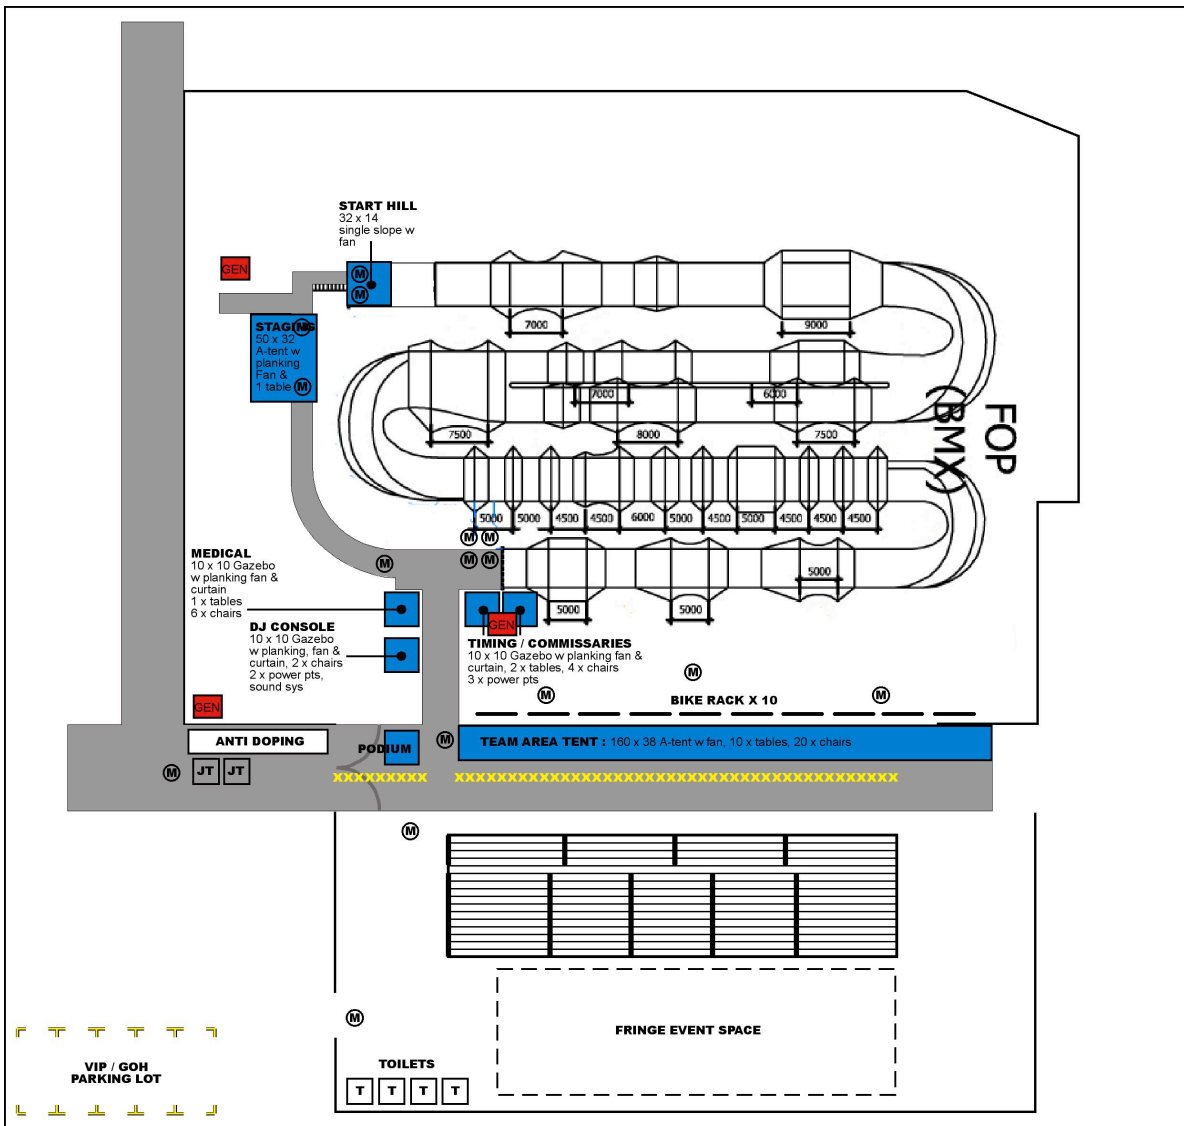 START HILL
32 x 14
single slope w
fan
GEN
M
M
STAGING
50 x 32
A-tent w
planking
Fan &
1 table
M
M
7000
9000
7000
6000
7500
8000
7500
FOP
(BMX)
5000
5000
4500
4500
6000
5000
4500
5000
4500
4500
4500
M
M
M
M
M
MEDICAL
10 x 10 Gazebo
w planking fan &
curtain
1 x tables
6 x chairs
5000
5000
5000
DJ CONSOLE
10 x 10 Gazebo
w planking, fan &
curtain, 2 x chairs
2 x power pts,
sound sys
GEN
TIMING / COMMISSARIES
10 x 10 Gazebo w planking fan &
curtain, 2 x tables, 4 x chairs
3 x power pts
M
M
M
BIKE RACK X 10
GEN
ANTI DOPING
PODIUM
M
TEAM AREA TENT : 160 x 38 A-tent w fan, 10 x tables, 20 x chairs
M
JT
JT
XXXXXXXXX
XXXXXXXXXXXXXXXXXXXXXXXXXXXXXXXXXXX
M
M
FRINGE EVENT SPACE
TOILETS
T
T
T
T
VIP / GOH
PARKING LOT